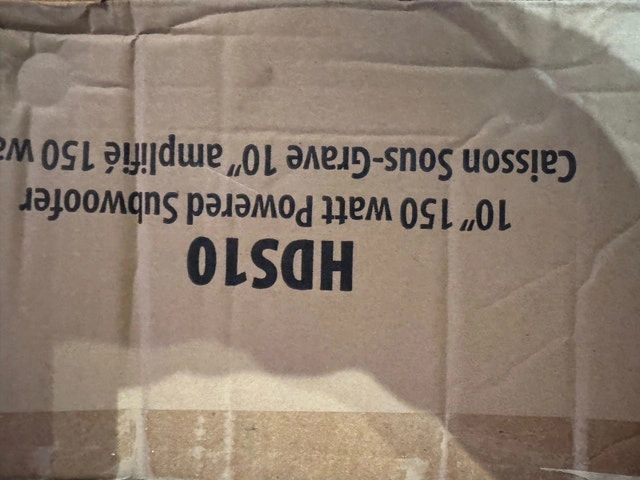 HDS10
10" 150 watt Powered Subwoofer
Caisson Sous-Grave 10" amplifié 150